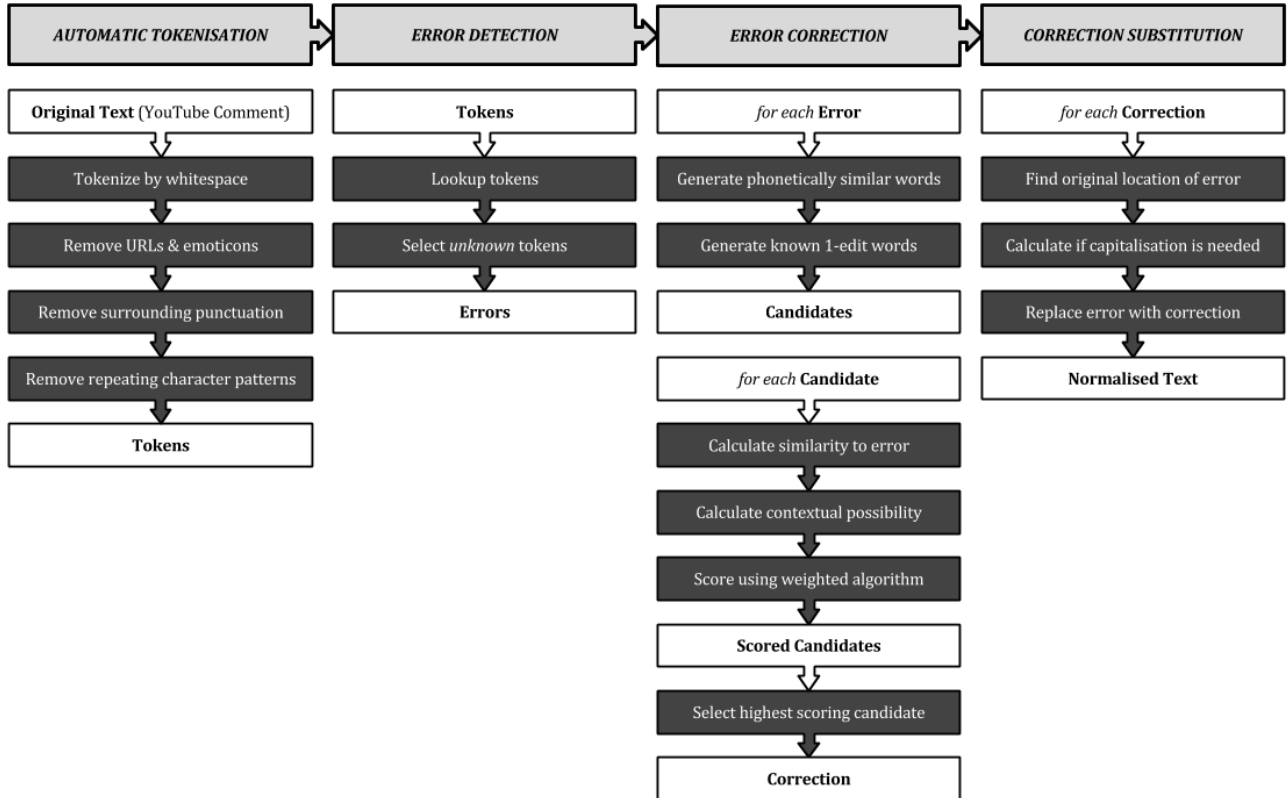 AUTOMATIC TOKENISATION
ERROR DETECTION
ERROR CORRECTION
CORRECTION SUBSTITUTION
Original Text (YouTube Comment)
Tokenize by whitespace
Remove URLs & emoticons
Remove surrounding punctuation
Remove repeating character patterns
Tokens
Tokens
Lookup tokens
Select unknown tokens
Errors
for each Error
Generate phonetically similar words
Generate known 1-edit words
Candidates
for each Candidate
Calculate similarity to error
Calculate contextual possibility
Score using weighted algorithm
Scored Candidates
Select highest scoring candidate
Correction
for each Correction
Find original location of error
Calculate if capitalisation is needed
Replace error with correction
Normalised Text